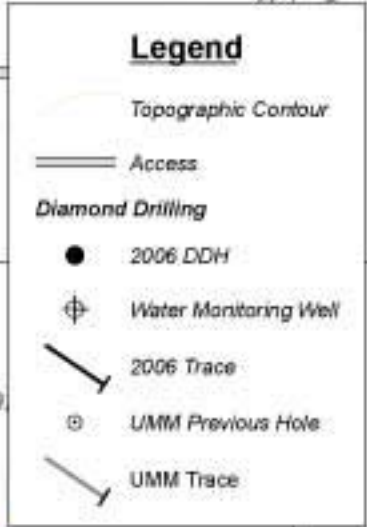 Legend
Topographic Contour
Access
Diamond Drilling
2006 DDH
Water Monitoring Well
2006 Trace
UMM Previous Hole
UMM Trace